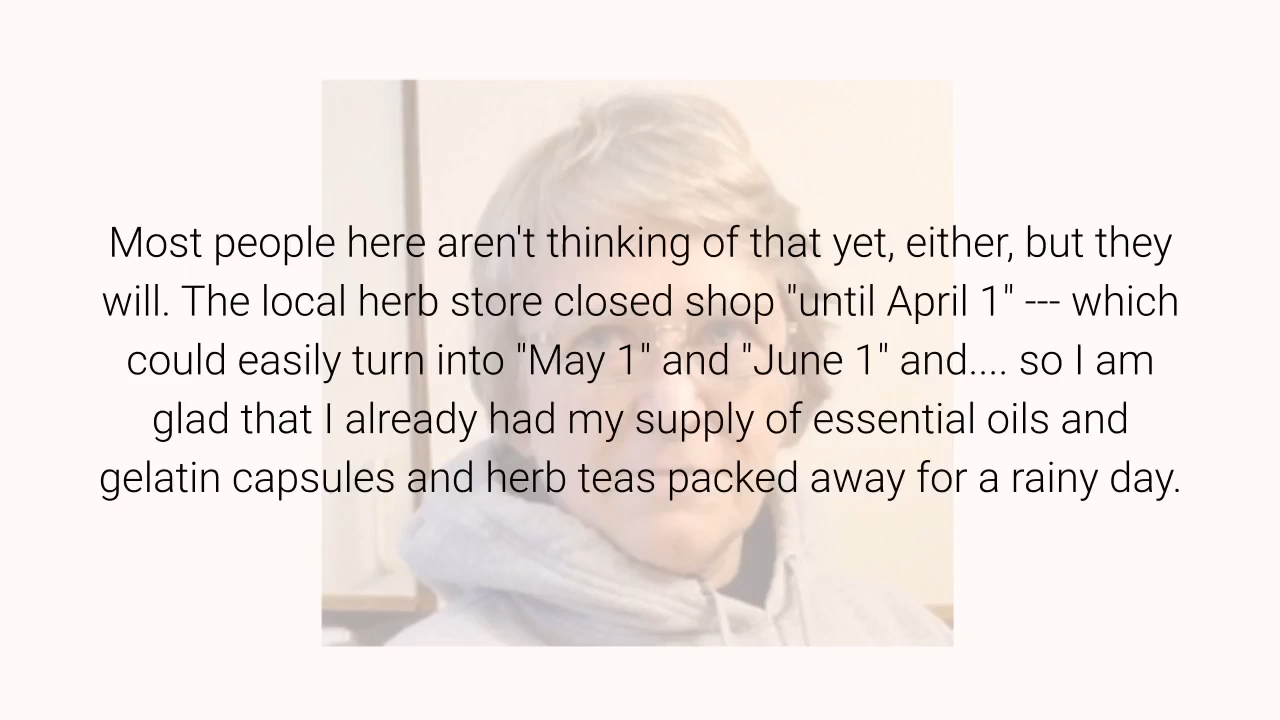 Most people here aren't thinking of that yet, either, but they
will. The local herb store closed shop "until April 1" --- which
could easily turn into "May 1" and "June 1" and.... so I am
glad that I already had my supply of essential oils and
gelatin capsules and herb teas packed away for a rainy day.